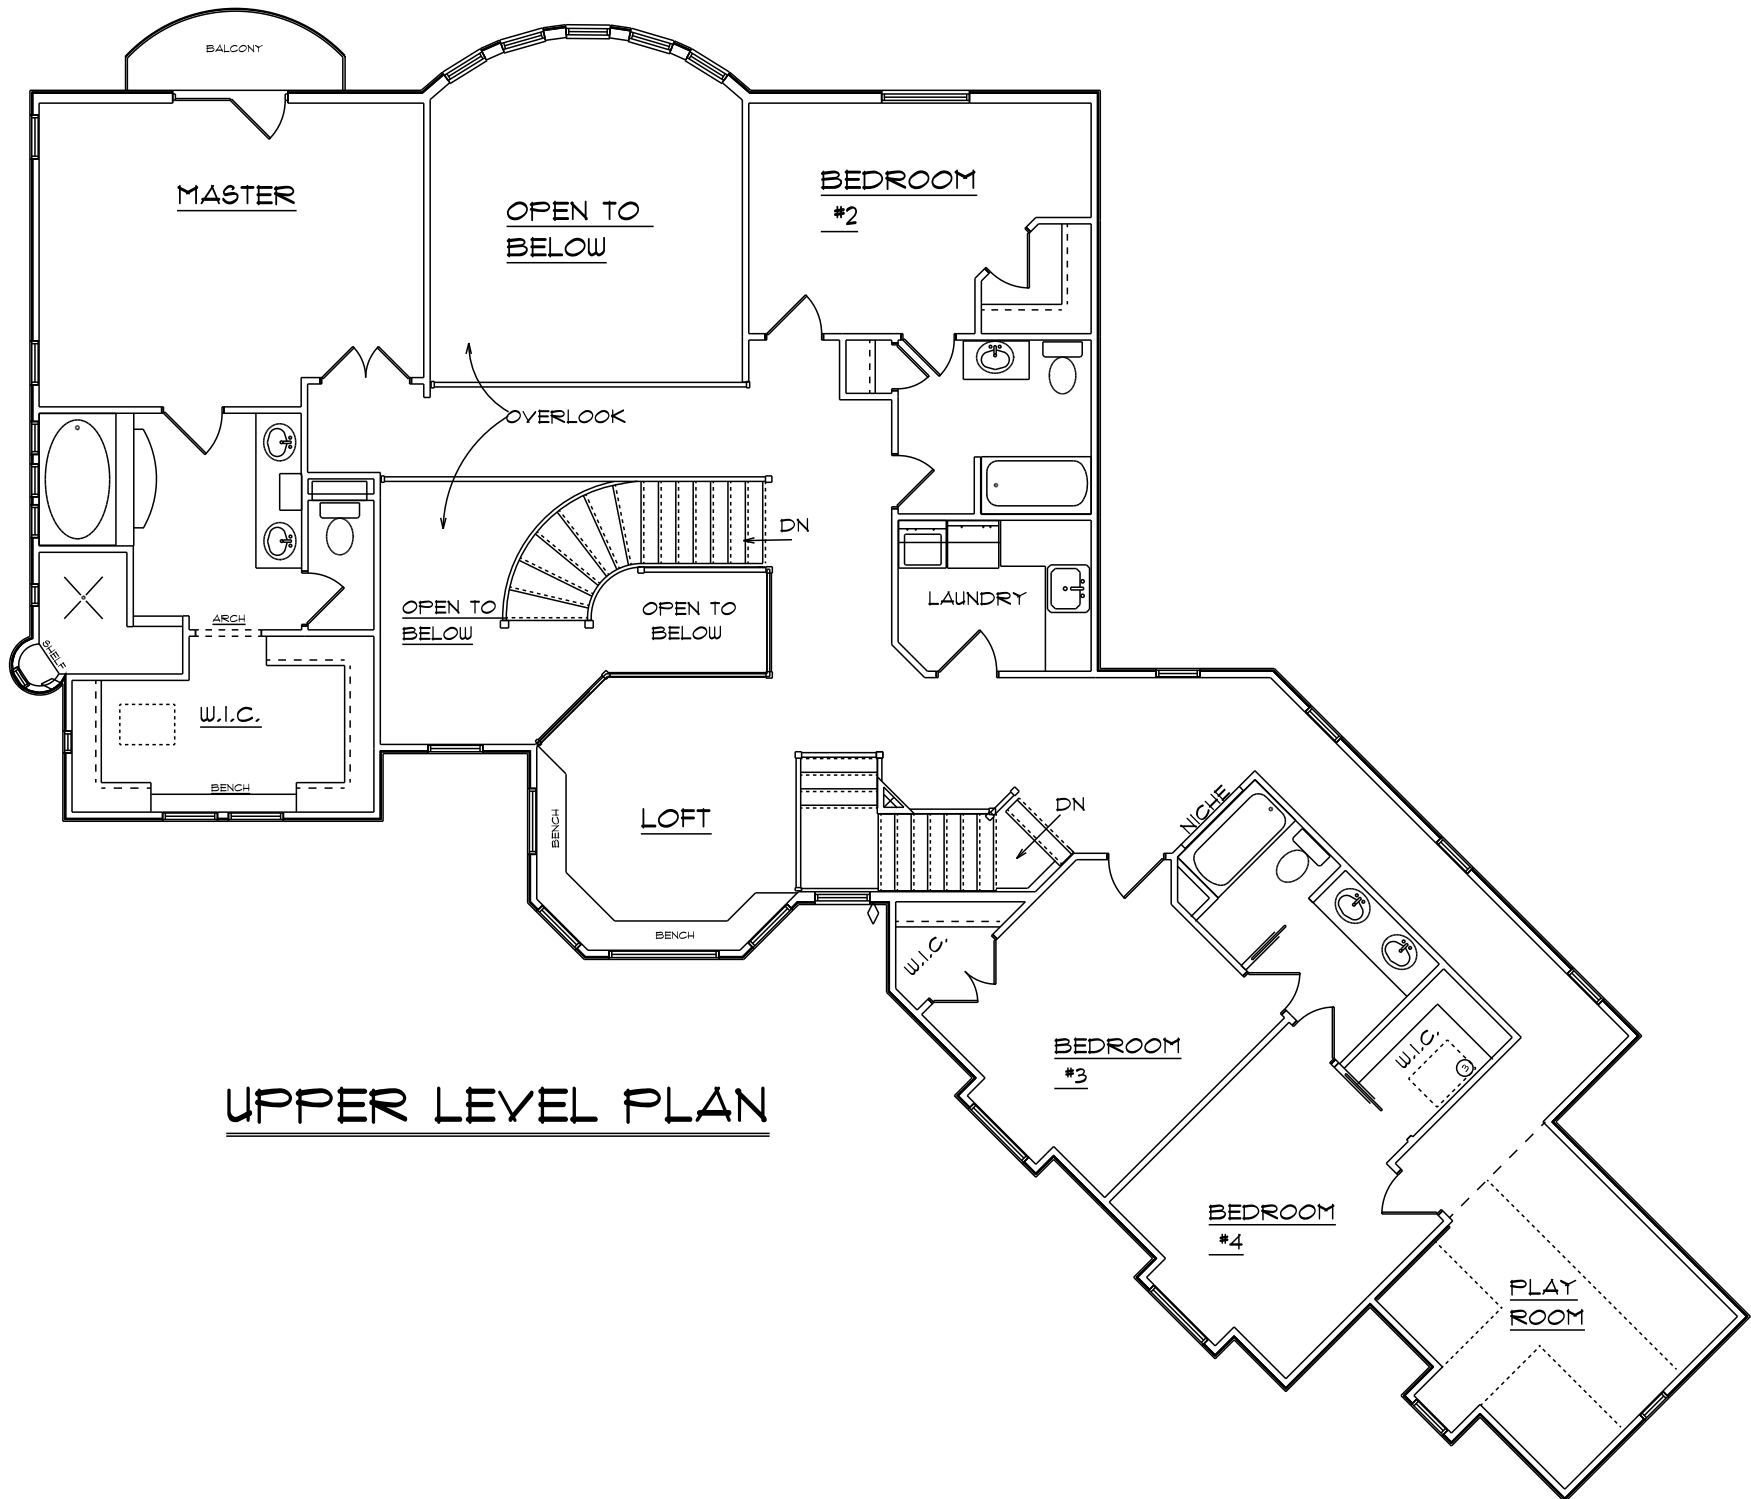 BALCONY
MASTER
OPEN TO
BELOW
BEDROOM
#2
OVERLOOK
DN
OPEN TO
BELOW
OPEN TO
BELOW
LAUNDRY
ARCH
SHELF
W.I.C.
BENCH
LOFT
BENCH
BENCH
DN
NICHE
W.I.C.
BEDROOM
#3
W.I.C.
3
UPPER LEVEL PLAN
BEDROOM
#4
PLAY
ROOM